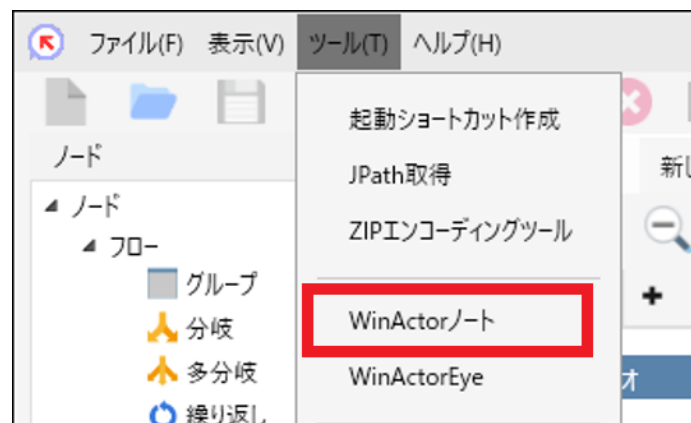 ファイル(F) 表示(V) ツール(T) ヘルプ(H)
起動ショートカット作成
ノード
JPath取得
新し
ノード
ZIPエンコーディングツール
フロー
グループ
WinActorノート
分岐
多分岐
WinActorEye
オ
繰り返し